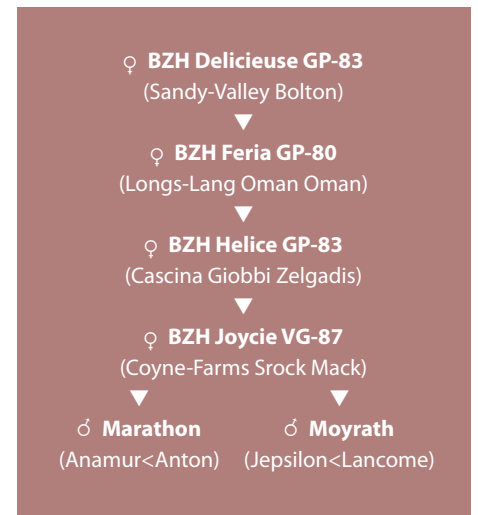 ♀ BZH Delicieuse GP-83
(Sandy-Valley Bolton)
▼
♀ BZH Feria GP-80
(Longs-Lang Oman Oman)
▼
♀ BZH Helice GP-83
(Cascina Giobbi Zelgadis)
▼
♀ BZH Joycie VG-87
(Coyne-Farms Srock Mack)
▼ ▼
♂ Marathon ♂ Moyrath
(Anamur<Anton) (Jepsilon<Lancome)